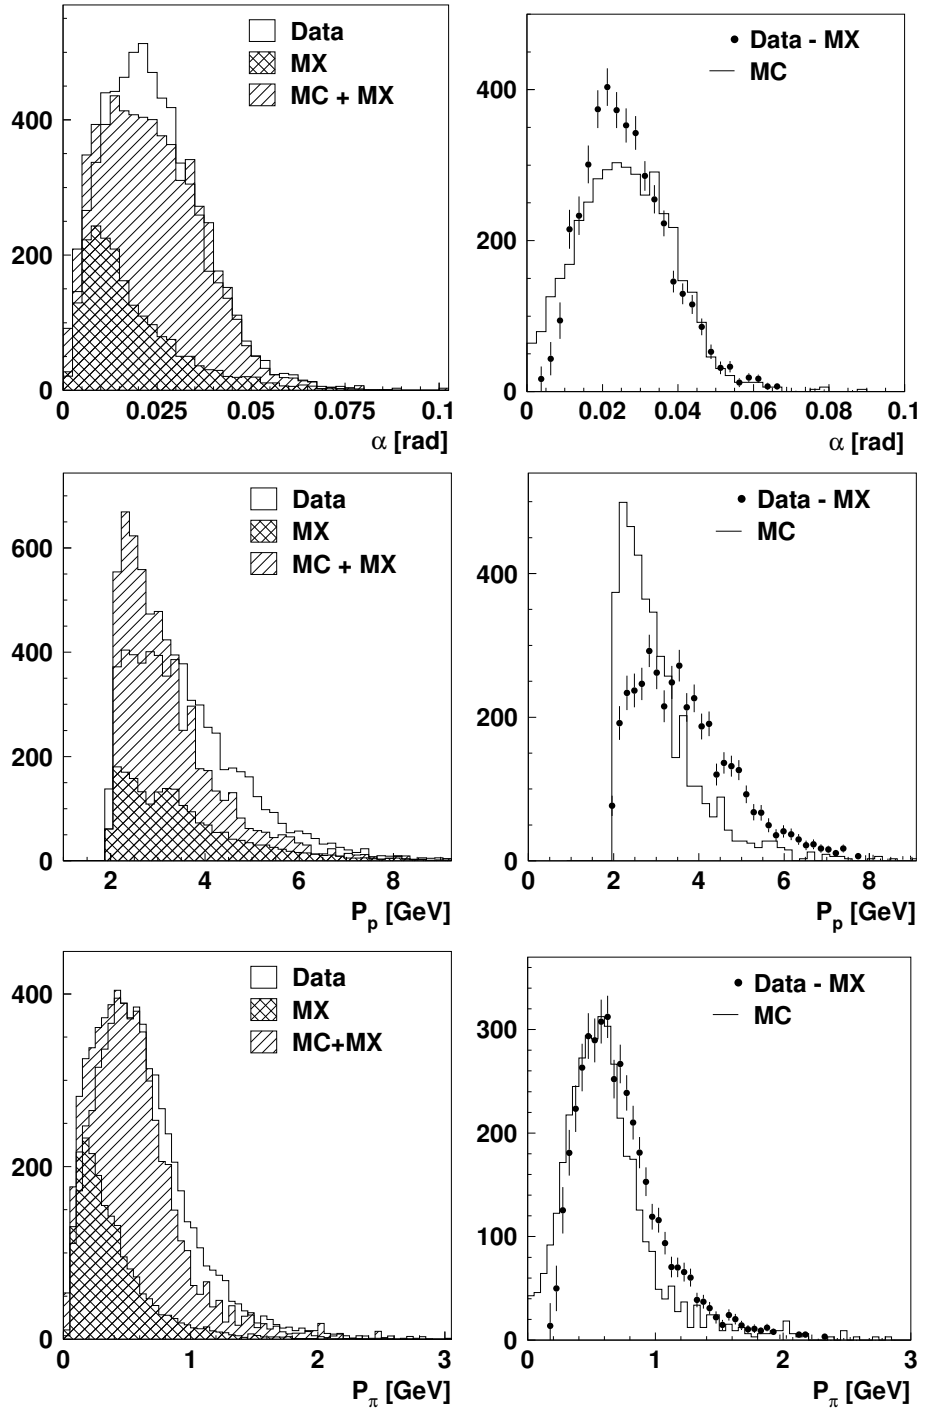 Data
MX
MC + MX
400
200
0
0 0.025 0.05 0.075 0.1
α [rad]
Data - MX
MC
400
200
0
0 0.02 0.04 0.06 0.08 0.1
α [rad]
Data
MX
MC + MX
600
400
200
0
2 4 6 8
P_p [GeV]
Data - MX
MC
400
200
0
0 2 4 6 8
P_p [GeV]
Data
MX
MC+MX
400
200
0
0 1 2 3
P_π [GeV]
Data - MX
MC
300
200
100
0
0 1 2 3
P_π [GeV]